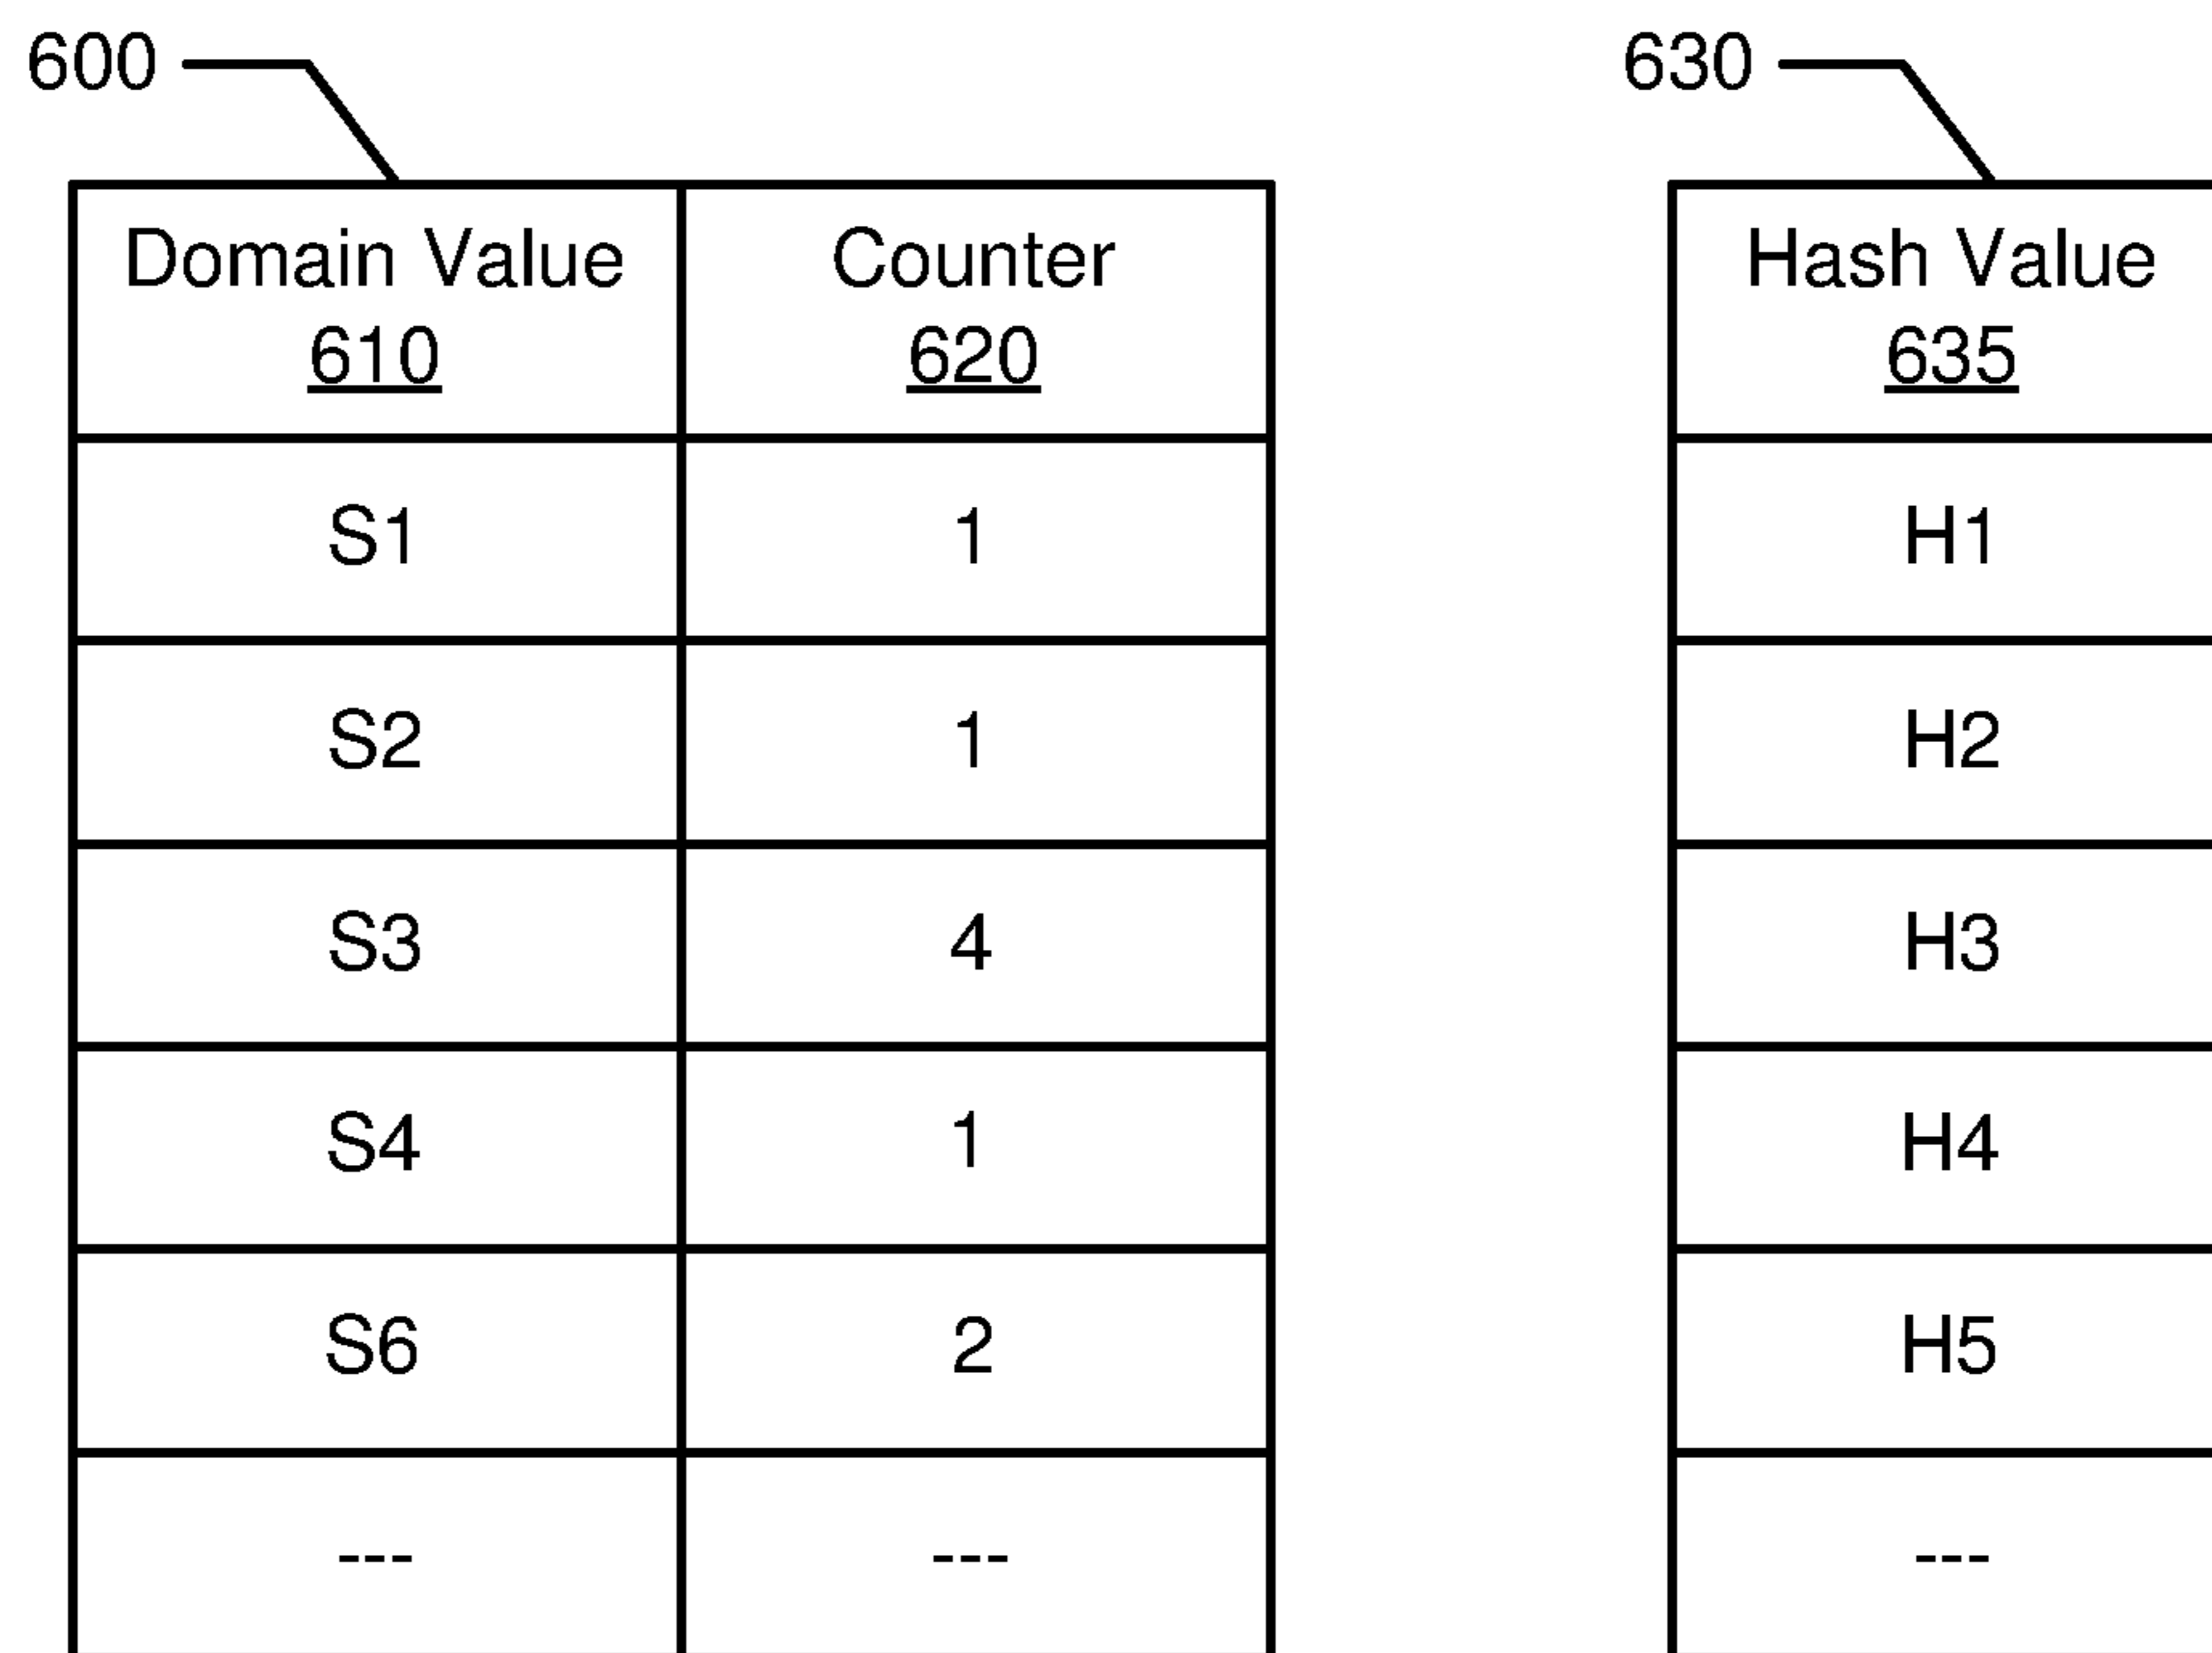 600
630
Domain Value
610
Counter
620
Hash Value
635
S1
1
H1
S2
1
H2
S3
4
H3
S4
1
H4
S6
2
H5
---
---
---